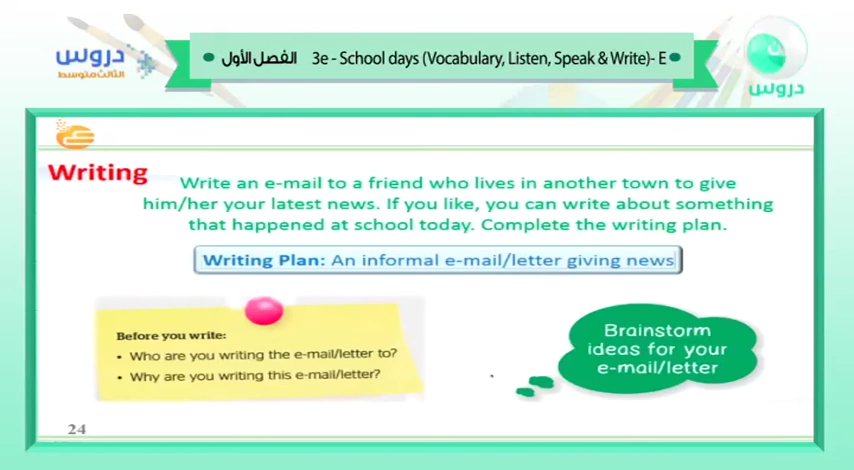 دروس
الثالث متوسط
الفصل الأول 3e - School days (Vocabulary, Listen, Speak & Write)- E
دروس
Writing
Write an e-mail to a friend who lives in another town to give
him/her your latest news. If you like, you can write about something
that happened at school today. Complete the writing plan.
Writing Plan: An informal e-mail/letter giving news
Before you write:
• Who are you writing the e-mail/letter to?
• Why are you writing this e-mail/letter?
Brainstorm
ideas for your
e-mail/letter
24